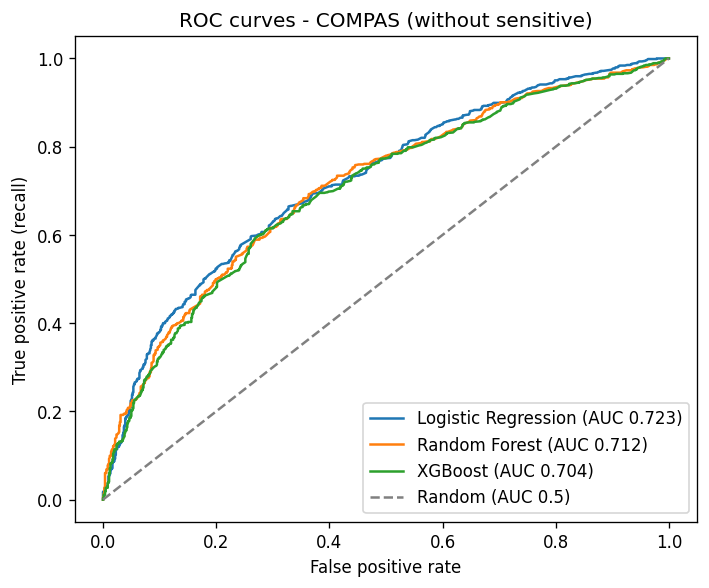 ROC curves - COMPAS (without sensitive)
True positive rate (recall)
1.0
0.8
0.6
0.4
0.2
0.0
Logistic Regression (AUC 0.723)
Random Forest (AUC 0.712)
XGBoost (AUC 0.704)
Random (AUC 0.5)
0.0 0.2 0.4 0.6 0.8 1.0
False positive rate